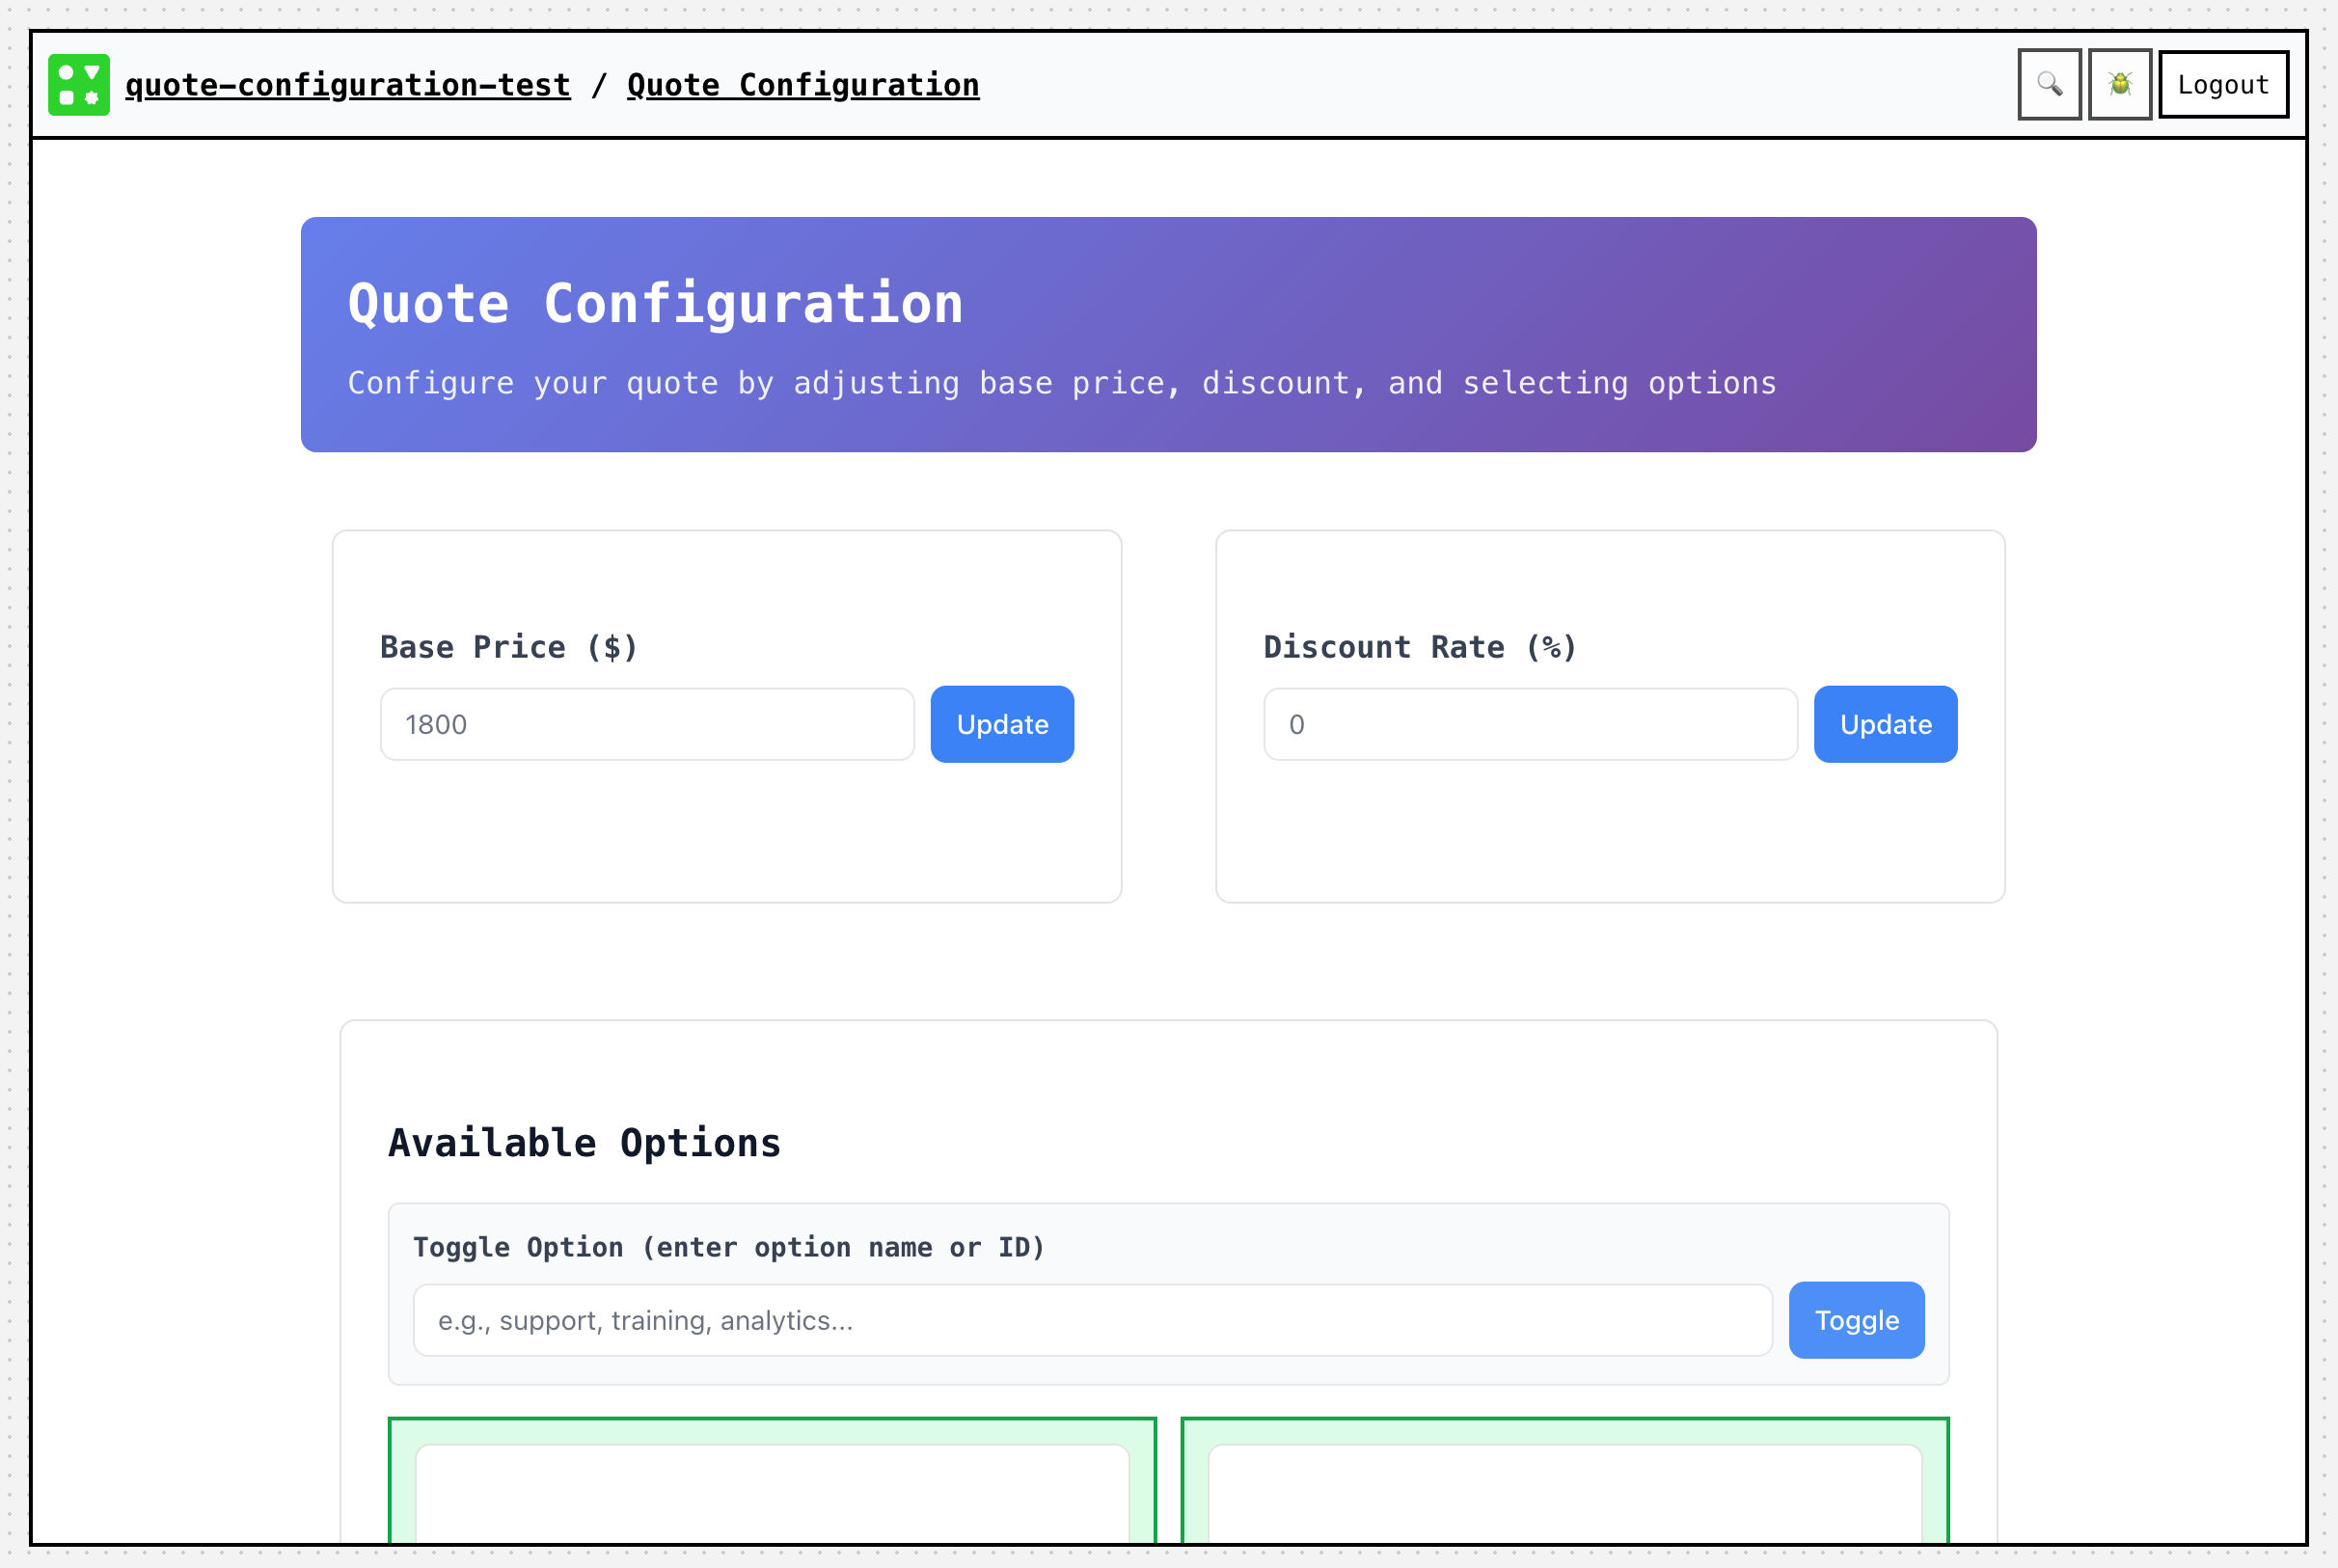 quote-configuration-test / Quote Configuration
Logout
Quote Configuration
Configure your quote by adjusting base price, discount, and selecting options
Base Price ($)
1800
Update
Discount Rate (%)
0
Update
Available Options
Toggle Option (enter option name or ID)
e.g., support, training, analytics...
Toggle